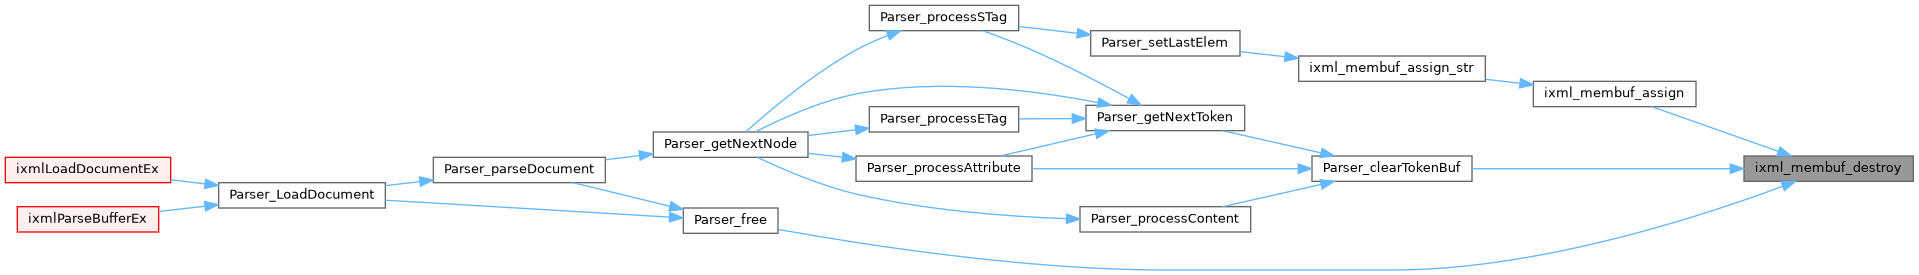 Parser_processSTag
Parser_setLastElem
ixml_membuf_assign_str
ixml_membuf_assign
Parser_processETag
Parser_getNextToken
Parser_getNextNode
ixmlLoadDocumentEx
Parser_parseDocument
Parser_processAttribute
Parser_clearTokenBuf
ixml_membuf_destroy
Parser_LoadDocument
ixmlParseBufferEx
Parser_free
Parser_processContent